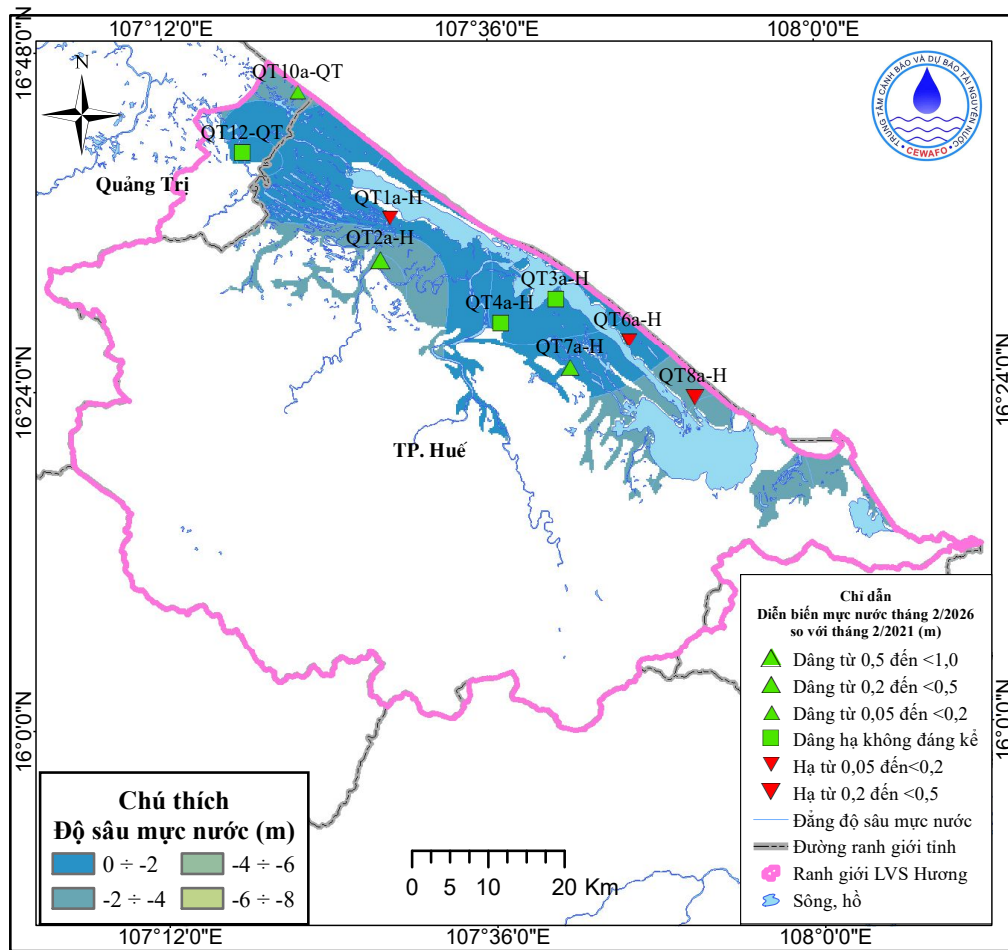 107°12'0"E 107°36'0"E 108°0'0"E
16°48'0"N
16°24'0"N
16°0'0"N
16°24'0"N
16°0'0"N
N
TRUNG TÂM CẢNH BÁO VÀ DỰ BÁO TÀI NGUYÊN NƯỚC
• CEWAFO •
QT10a-QT
QT12-QT
Quảng Trị
QT1a-H
QT2a-H
QT3a-H
QT4a-H
QT6a-H
QT7a-H
QT8a-H
TP. Huế
Chỉ dẫn
Diễn biến mực nước tháng 2/2026
so với tháng 2/2021 (m)
Dâng từ 0,5 đến <1,0
Dâng từ 0,2 đến <0,5
Dâng từ 0,05 đến <0,2
Dâng hạ không đáng kể
Hạ từ 0,05 đến<0,2
Hạ từ 0,2 đến <0,5
Đẳng độ sâu mực nước
Đường ranh giới tỉnh
Ranh giới LVS Hương
Sông, hồ
Chú thích
Độ sâu mực nước (m)
0 ÷ -2 -4 ÷ -6
-2 ÷ -4 -6 ÷ -8
0 5 10 20 Km
107°12'0"E 107°36'0"E 108°0'0"E